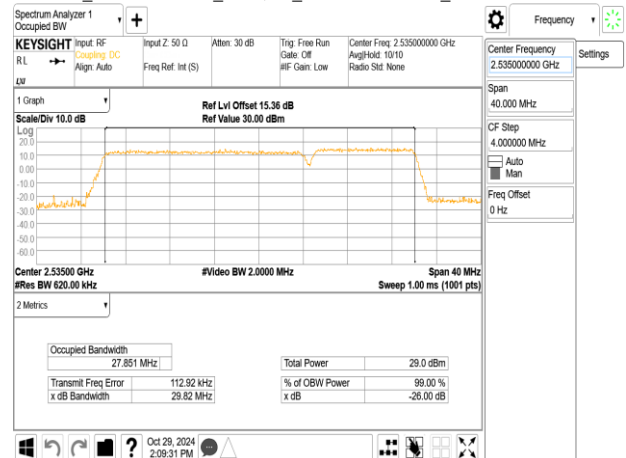 Spectrum Analyzer 1
Occupied BW
Frequency
KEYSIGHT
RL
LXI
Input: RF
Coupling: DC
Align: Auto
Input Z: 50 Ω
Freq Ref: Int (S)
Atten: 30 dB
Trig: Free Run
Gate: Off
#IF Gain: Low
Center Freq: 2.535000000 GHz
Avg|Hold: 10/10
Radio Std: None
Center Frequency
2.535000000 GHz
Settings
Span
40.000 MHz
CF Step
4.000000 MHz
Auto
Man
Freq Offset
0 Hz
1 Graph
Scale/Div 10.0 dB
Ref Lvl Offset 15.36 dB
Ref Value 30.00 dBm
Log
20.0
10.0
0.00
-10.0
-20.0
-30.0
-40.0
-50.0
-60.0
Center 2.53500 GHz
#Res BW 620.00 kHz
#Video BW 2.0000 MHz
Span 40 MHz
Sweep 1.00 ms (1001 pts)
2 Metrics
Occupied Bandwidth
27.851 MHz
Transmit Freq Error 112.92 kHz
x dB Bandwidth 29.82 MHz
Total Power 29.0 dBm
% of OBW Power 99.00 %
x dB -26.00 dB
?
Oct 29, 2024
2:09:31 PM